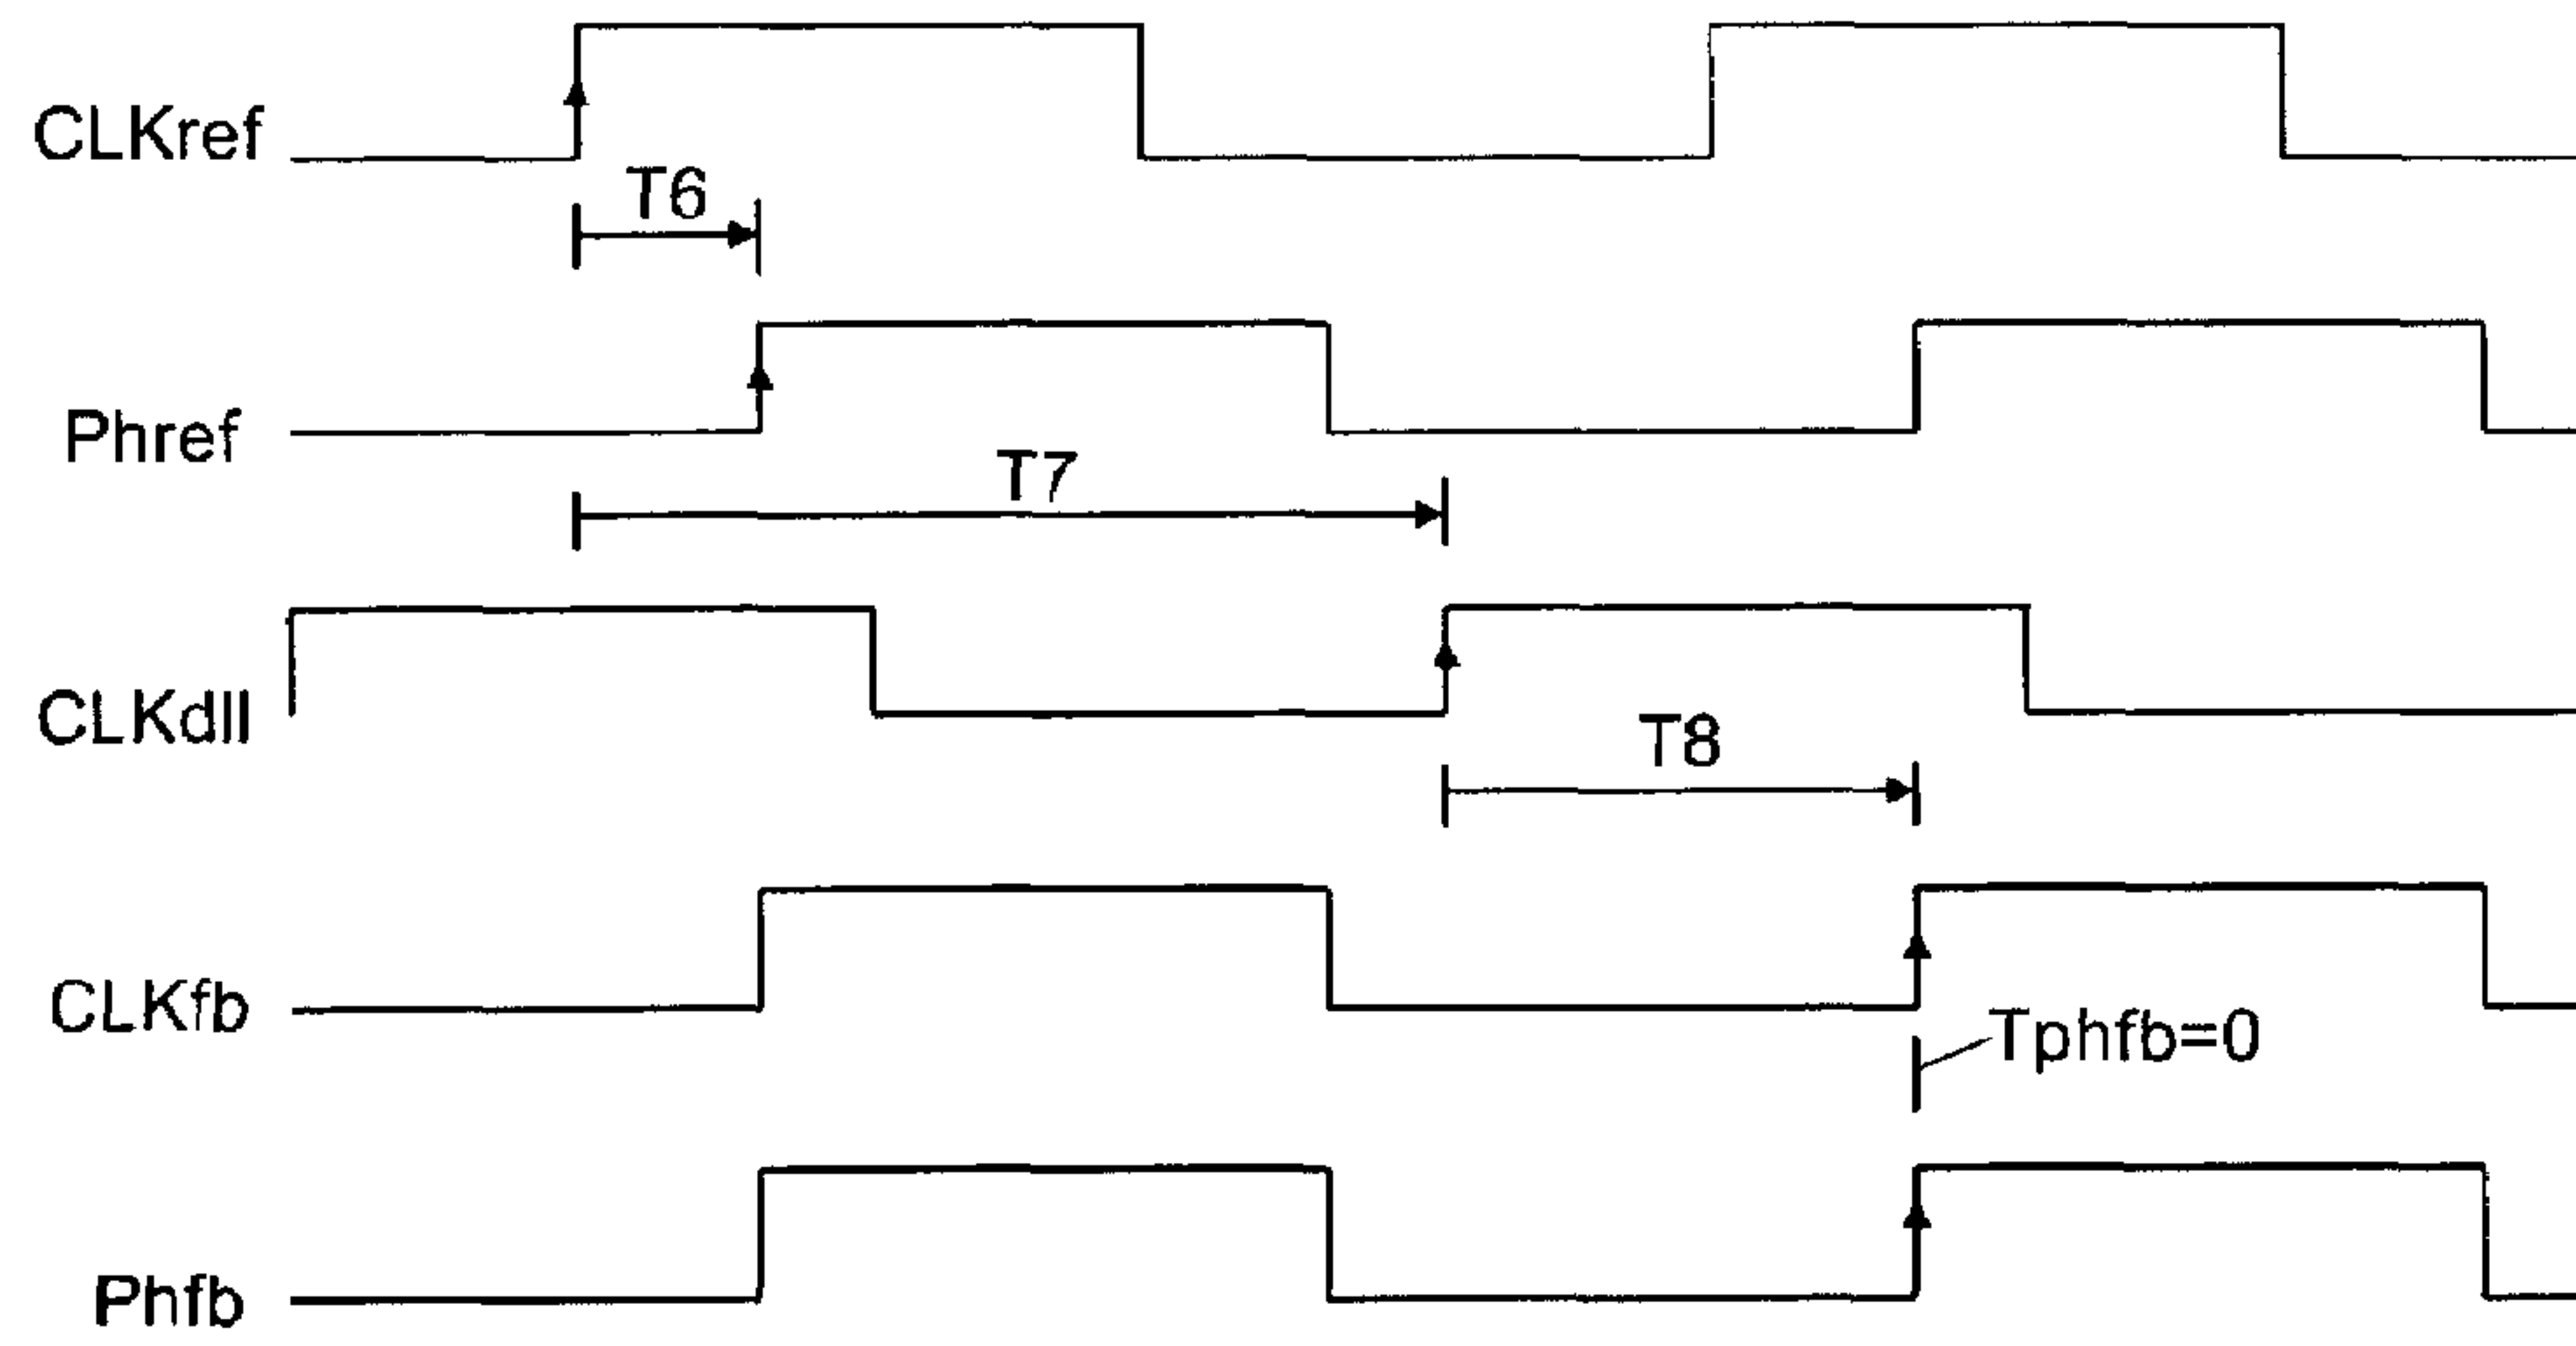 CLKref
T6
Phref
T7
CLKdll
T8
CLKfb
Tphfb=0
Phfb